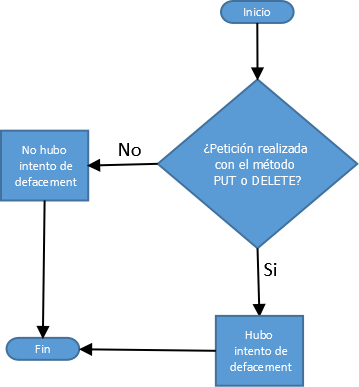 Inicio
¿Petición realizada
con el método
PUT o DELETE?
No
No hubo
intento de
defacement
Si
Hubo
intento de
defacement
Fin